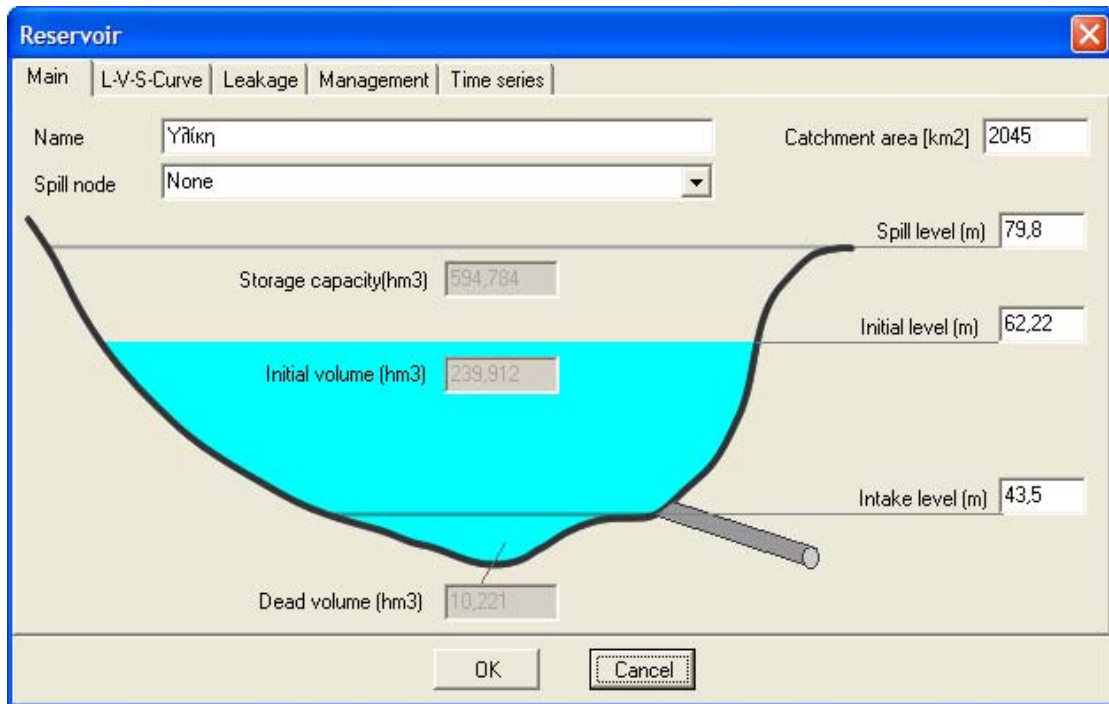 Reservoir
Main L-V-S-Curve Leakage Management Time series
Name Υλίκη Catchment area [km2] 2045
Spill node None
Spill level (m) 79,8
Storage capacity(hm3) 594,784
Initial level (m) 62,22
Initial volume (hm3) 239,912
Intake level (m) 43,5
Dead volume (hm3) 10,221
OK Cancel